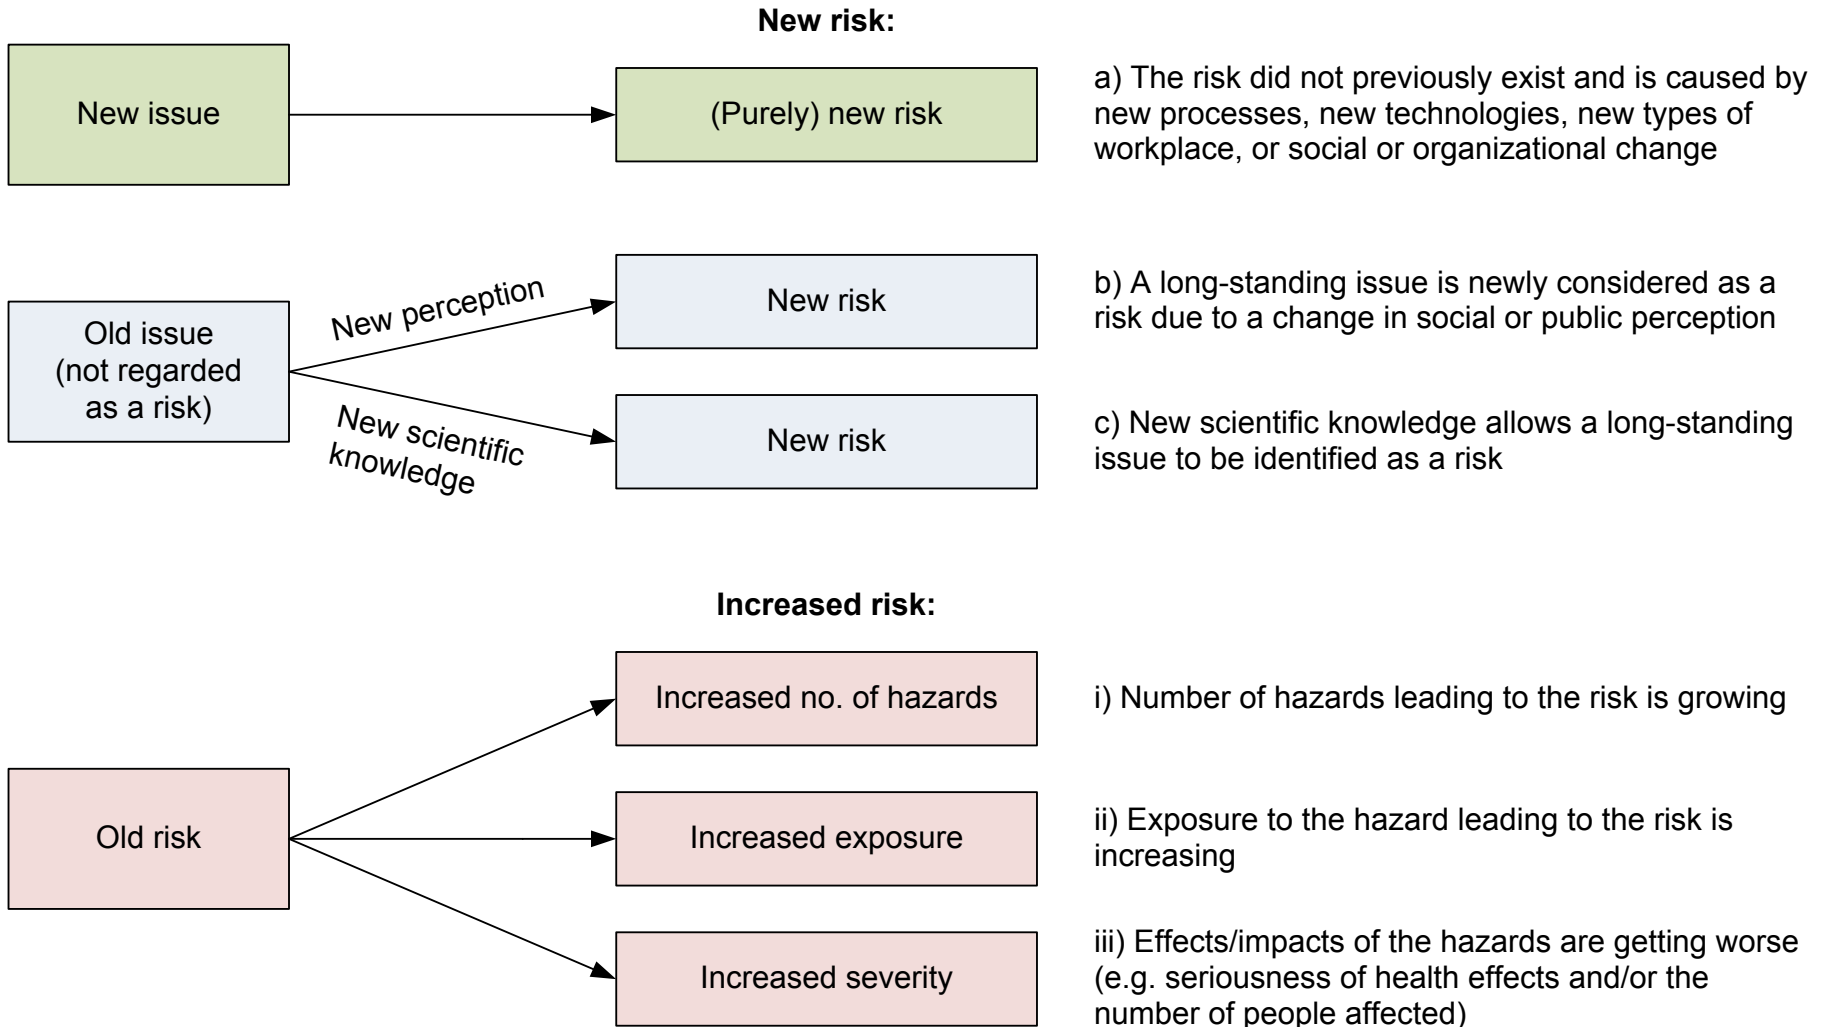 New risk:
New issue
(Purely) new risk
a) The risk did not previously exist and is caused by
new processes, new technologies, new types of
workplace, or social or organizational change
Old issue
(not regarded
as a risk)
New perception
New risk
b) A long-standing issue is newly considered as a
risk due to a change in social or public perception
New scientific
knowledge
New risk
c) New scientific knowledge allows a long-standing
issue to be identified as a risk
Increased risk:
Old risk
Increased no. of hazards
i) Number of hazards leading to the risk is growing
Increased exposure
ii) Exposure to the hazard leading to the risk is
increasing
Increased severity
iii) Effects/impacts of the hazards are getting worse
(e.g. seriousness of health effects and/or the
number of people affected)